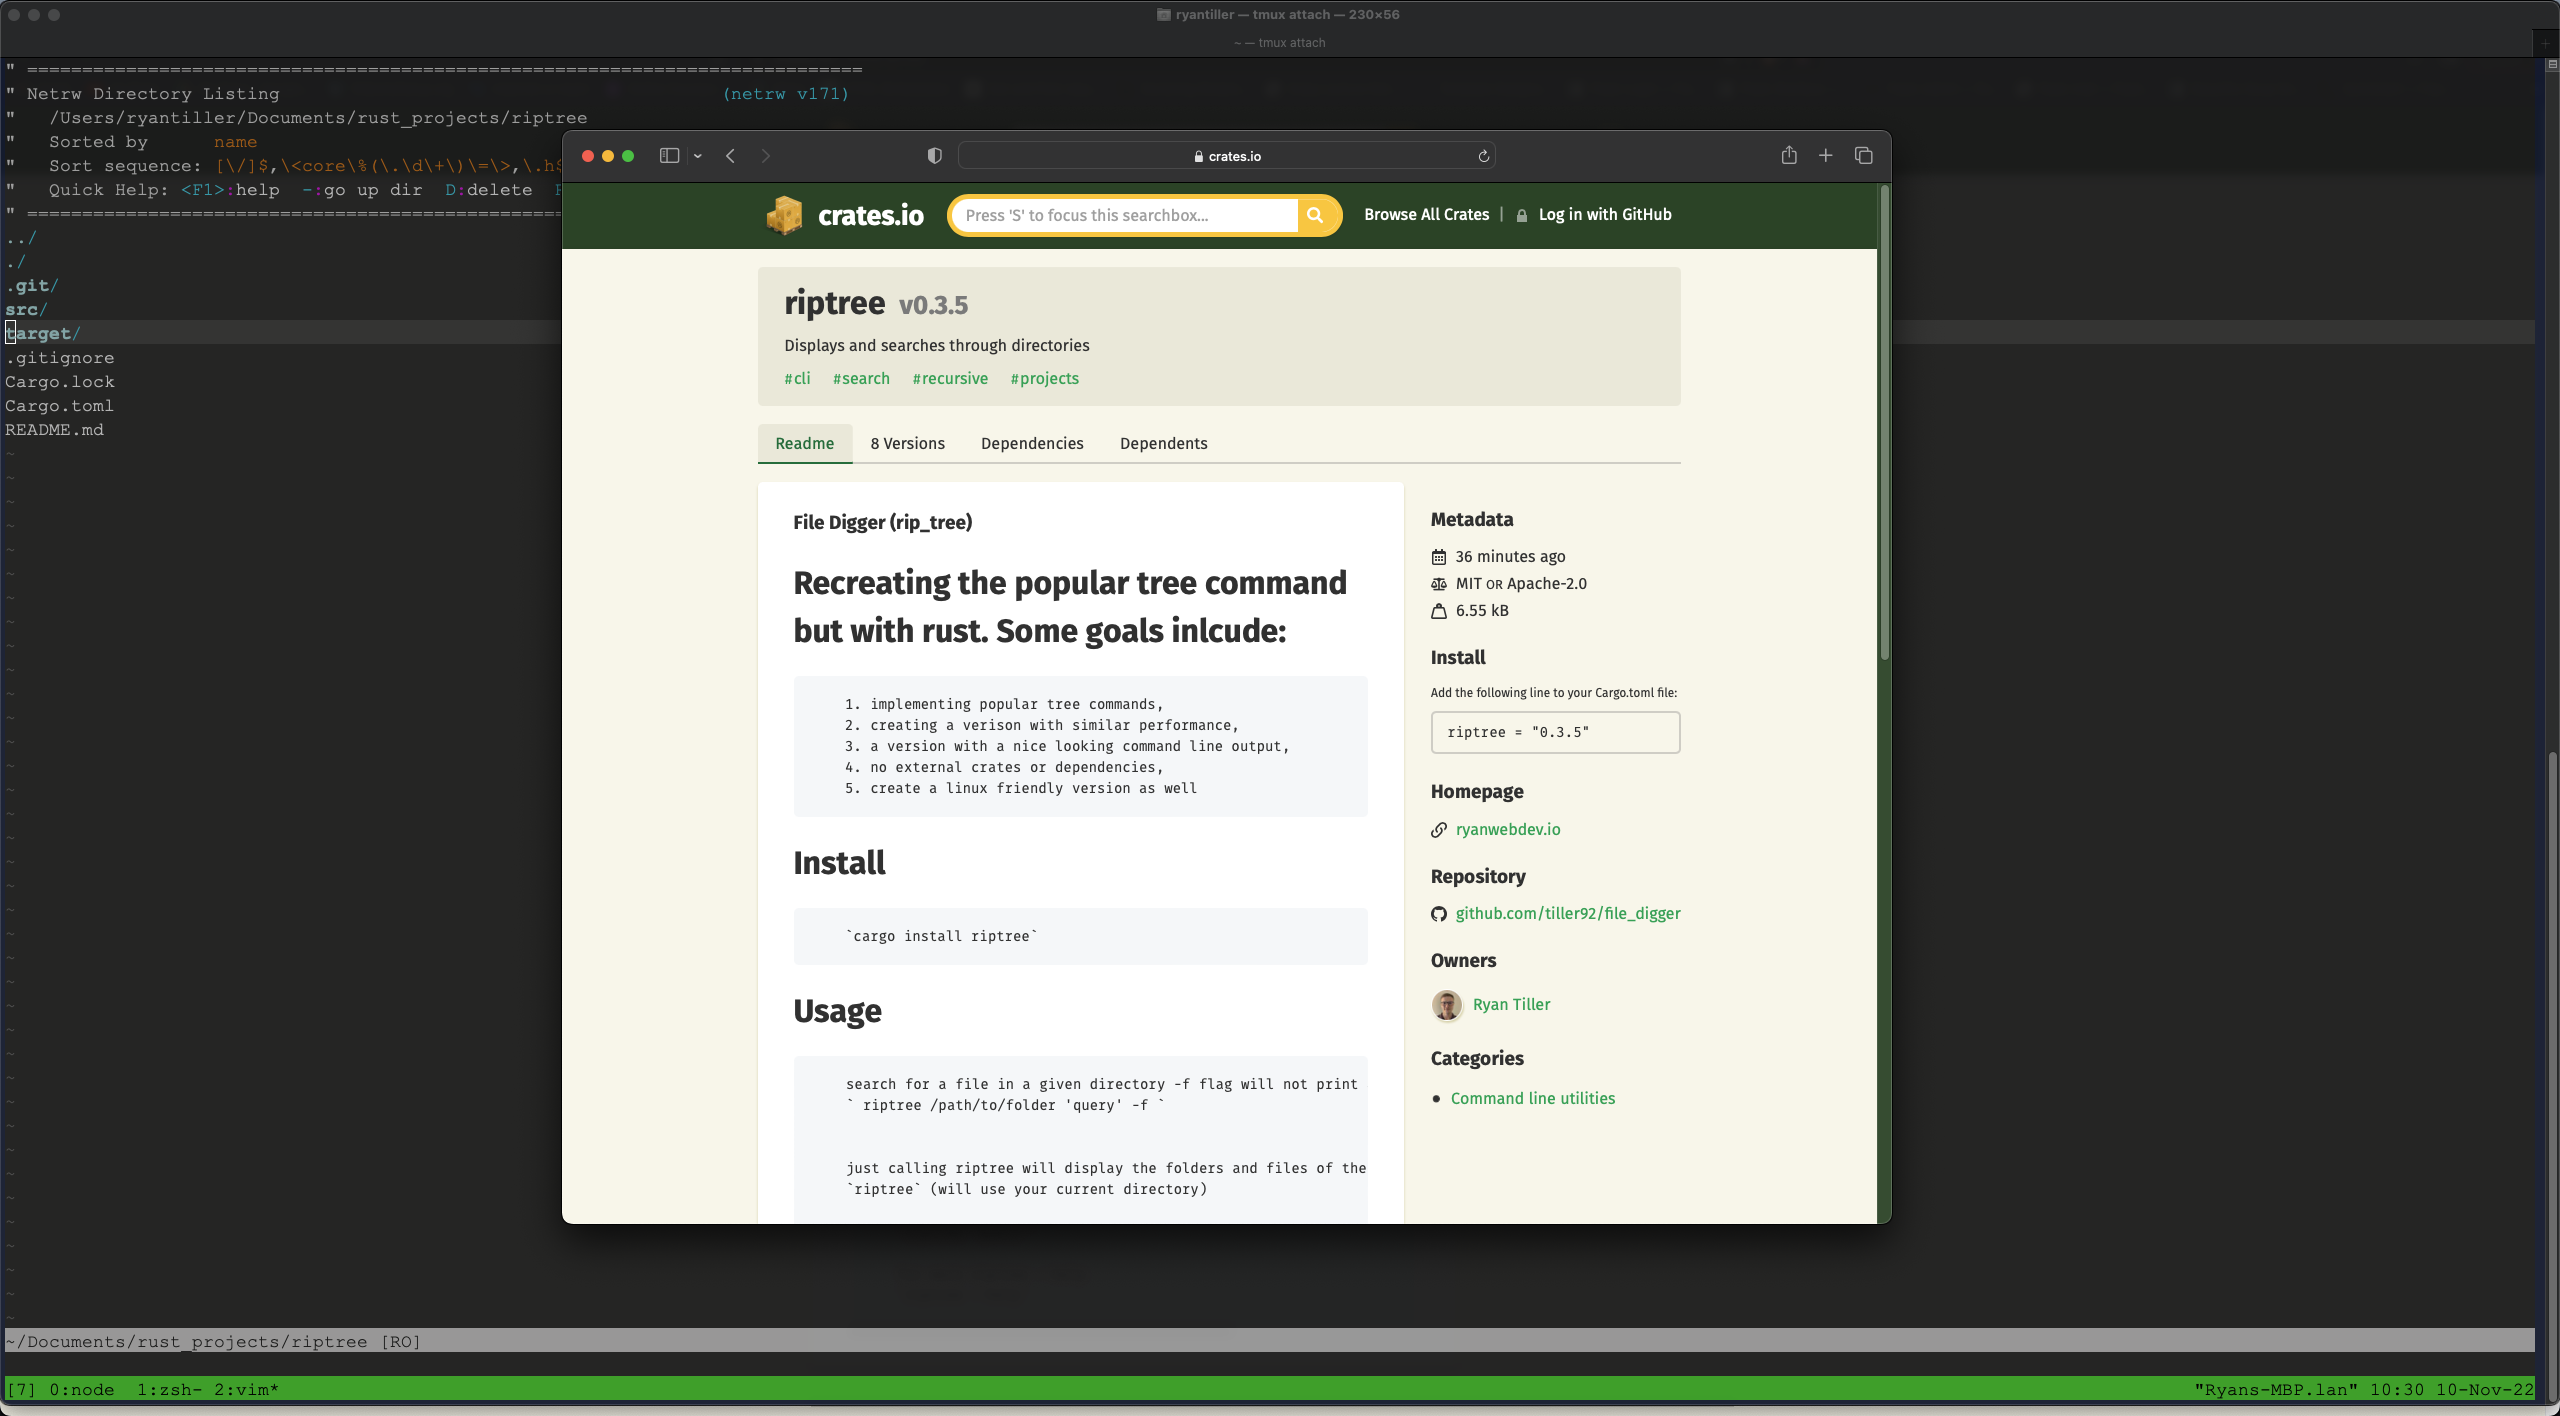 ryantiller — tmux attach — 230×56
~ — tmux attach
" ============================================================================
" Netrw Directory Listing (netrw v171)
"   /Users/ryantiller/Documents/rust_projects/riptree
"   Sorted by      name
"   Sort sequence: [\/]$,\<core\%(\.\d\+\)\=\>,\.h$
"   Quick Help: <F1>:help  -:go up dir  D:delete
" =================================================
../
./
.git/
src/
target/
.gitignore
Cargo.lock
Cargo.toml
README.md
crates.io
crates.io
Press 'S' to focus this searchbox...
Browse All Crates | Log in with GitHub
riptree v0.3.5
Displays and searches through directories
#cli #search #recursive #projects
Readme 8 Versions Dependencies Dependents
File Digger (rip_tree)
Recreating the popular tree command
but with rust. Some goals inlcude:
1. implementing popular tree commands,
2. creating a verison with similar performance,
3. a version with a nice looking command line output,
4. no external crates or dependencies,
5. create a linux friendly version as well
Install
`cargo install riptree`
Usage
search for a file in a given directory -f flag will not print
` riptree /path/to/folder 'query' -f `
just calling riptree will display the folders and files of the
`riptree` (will use your current directory)
Metadata
36 minutes ago
MIT OR Apache-2.0
6.55 kB
Install
Add the following line to your Cargo.toml file:
riptree = "0.3.5"
Homepage
ryanwebdev.io
Repository
github.com/tiller92/file_digger
Owners
Ryan Tiller
Categories
Command line utilities
~/Documents/rust_projects/riptree [RO]
[7] 0:node  1:zsh- 2:vim* "Ryans-MBP.lan" 10:30 10-Nov-22